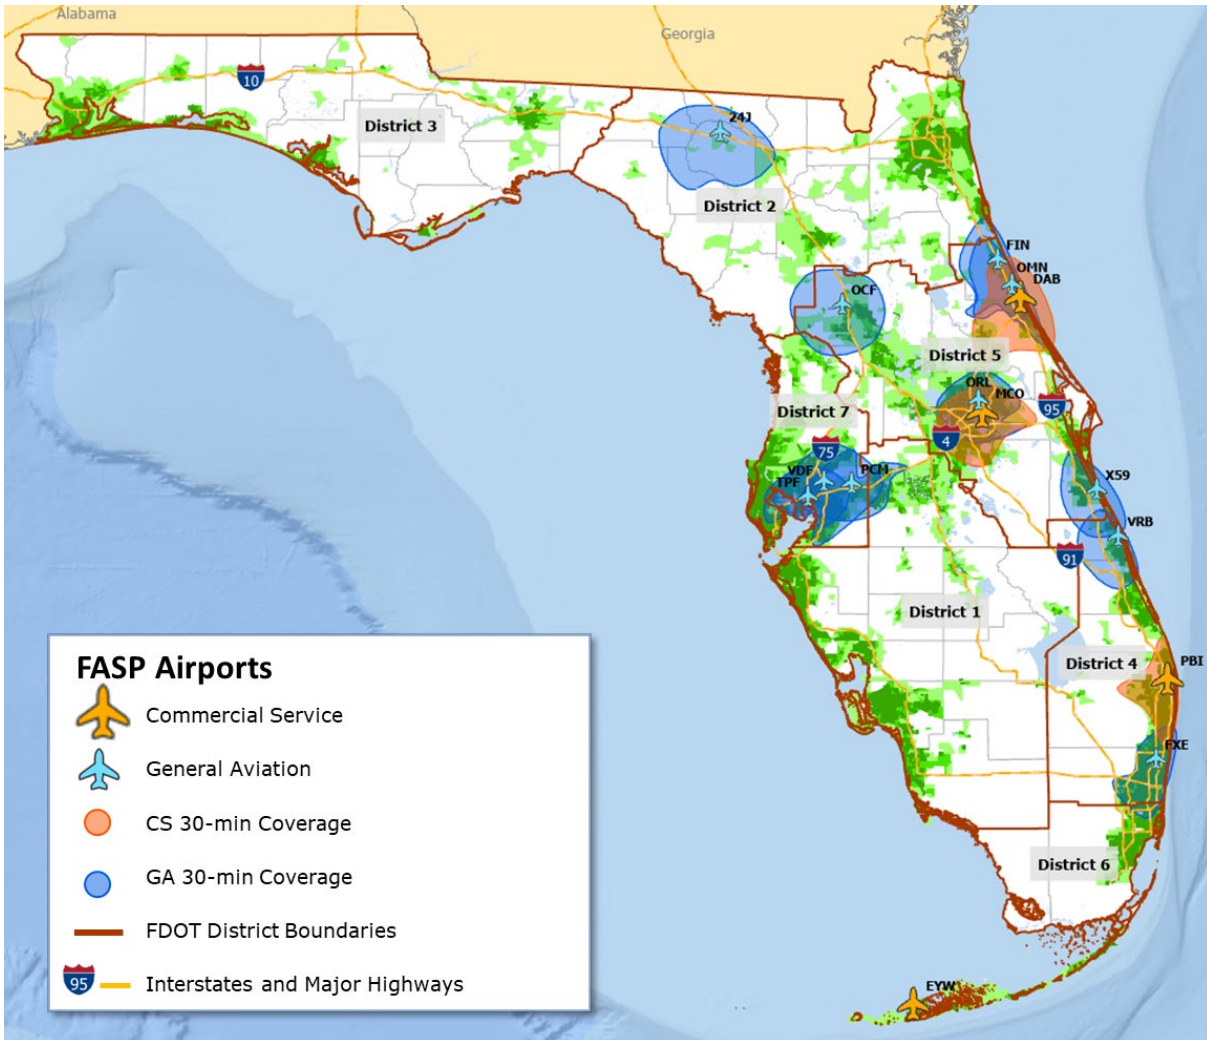 Alabama
Georgia
10
District 3
24J
District 2
FIN
OMN
DAB
OCF
District 5
ORL
MCO
95
District 7
4
75
VDF
PCM
TPF
X59
VRB
91
District 1
District 4
PBI
FXE
District 6
EYW
FASP Airports
Commercial Service
General Aviation
CS 30-min Coverage
GA 30-min Coverage
FDOT District Boundaries
95
Interstates and Major Highways